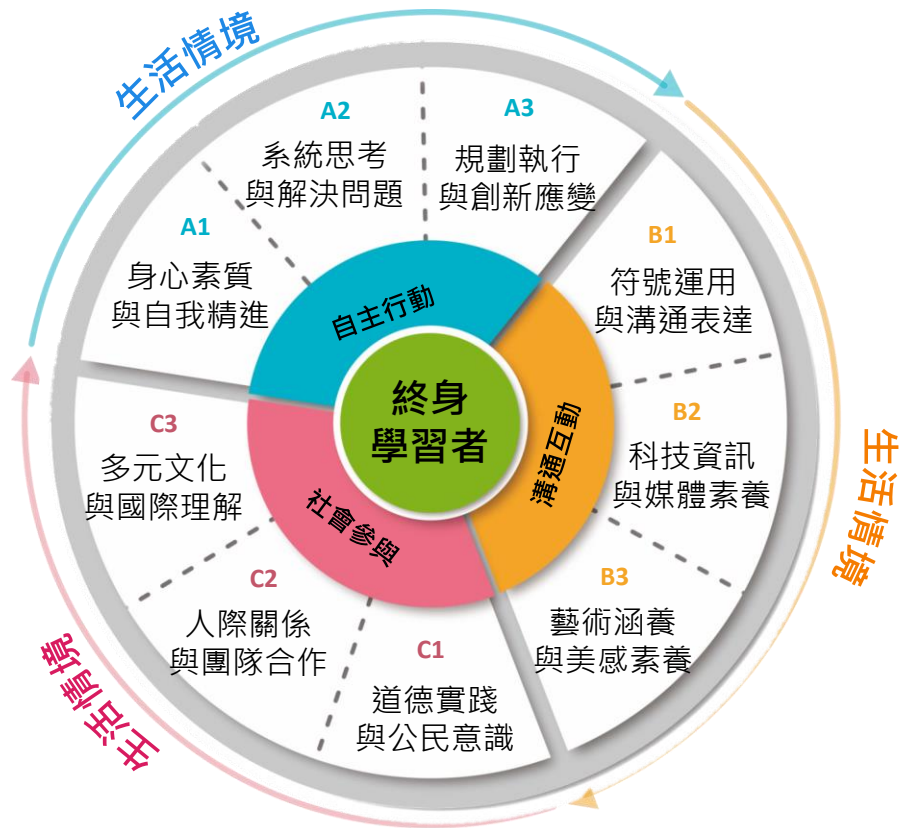 生活情境
A1
身心素質
與自我精進
A2
系統思考
與解決問題
A3
規劃執行
與創新應變
B1
符號運用
與溝通表達
B2
科技資訊
與媒體素養
B3
藝術涵養
與美感素養
C1
道德實踐
與公民意識
C2
人際關係
與團隊合作
C3
多元文化
與國際理解
自主行動
溝通互動
社會參與
終身
學習者
生活情境
生活情境